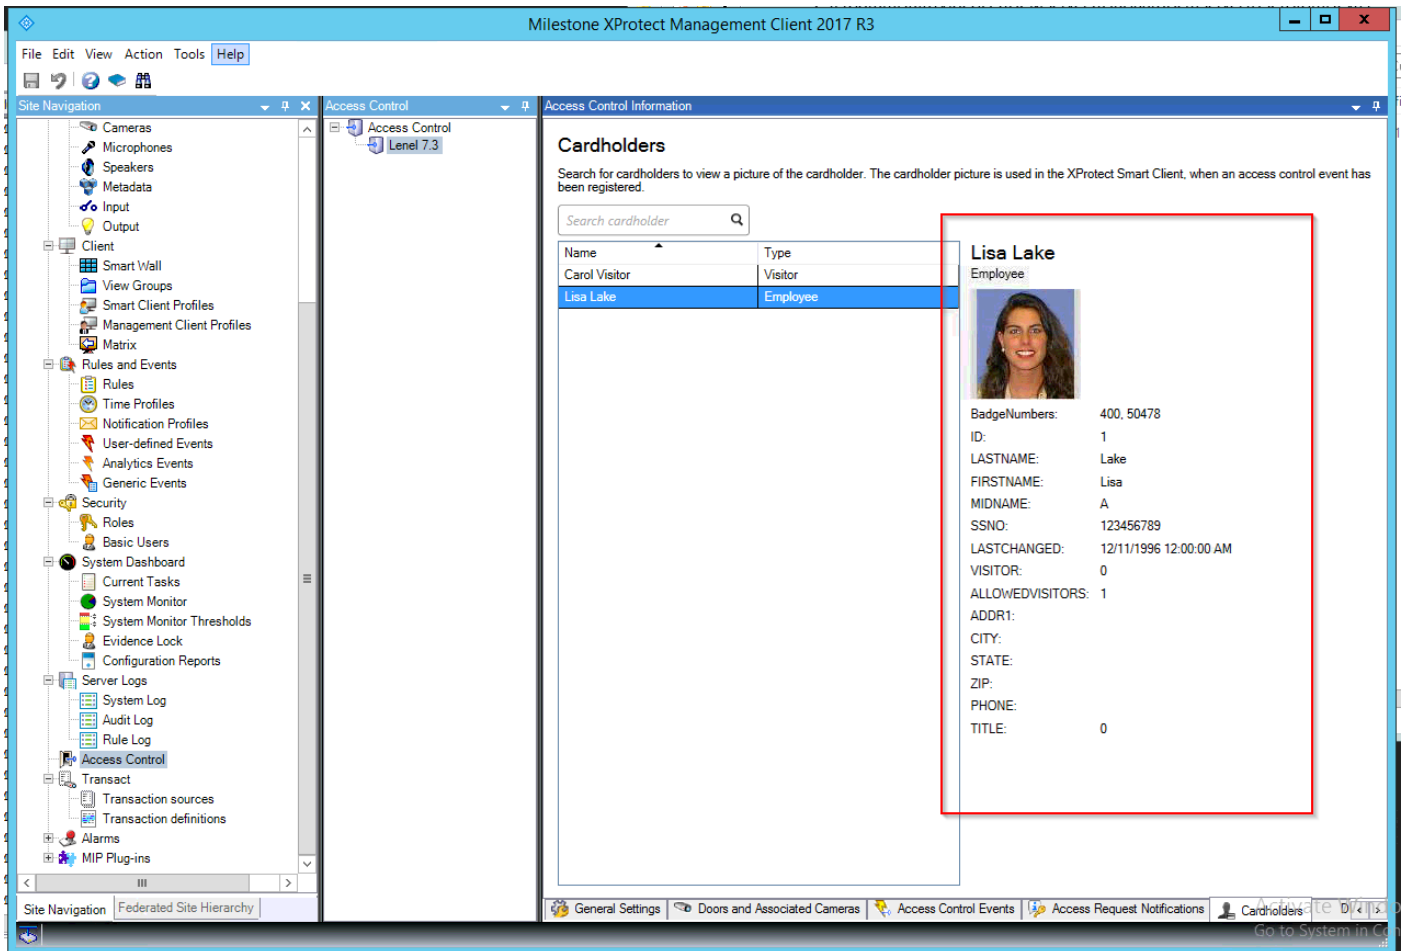 Milestone XProtect Management Client 2017 R3
File Edit View Action Tools Help
Site Navigation
Cameras
Microphones
Speakers
Metadata
Input
Output
Client
Smart Wall
View Groups
Smart Client Profiles
Management Client Profiles
Matrix
Rules and Events
Rules
Time Profiles
Notification Profiles
User-defined Events
Analytics Events
Generic Events
Security
Roles
Basic Users
System Dashboard
Current Tasks
System Monitor
System Monitor Thresholds
Evidence Lock
Configuration Reports
Server Logs
System Log
Audit Log
Rule Log
Access Control
Transact
Transaction sources
Transaction definitions
Alarms
MIP Plug-ins
Site Navigation Federated Site Hierarchy
Access Control
Access Control
Lenel 7.3
Access Control Information
Cardholders
Search for cardholders to view a picture of the cardholder. The cardholder picture is used in the XProtect Smart Client, when an access control event has
been registered.
Search cardholder
Name Type
Carol Visitor Visitor
Lisa Lake Employee
Lisa Lake
Employee
BadgeNumbers: 400, 50478
ID: 1
LASTNAME: Lake
FIRSTNAME: Lisa
MIDNAME: A
SSNO: 123456789
LASTCHANGED: 12/11/1996 12:00:00 AM
VISITOR: 0
ALLOWEDVISITORS: 1
ADDR1:
CITY:
STATE:
ZIP:
PHONE:
TITLE: 0
General Settings Doors and Associated Cameras Access Control Events Access Request Notifications Cardholders
Activate Windo
Go to System in Con